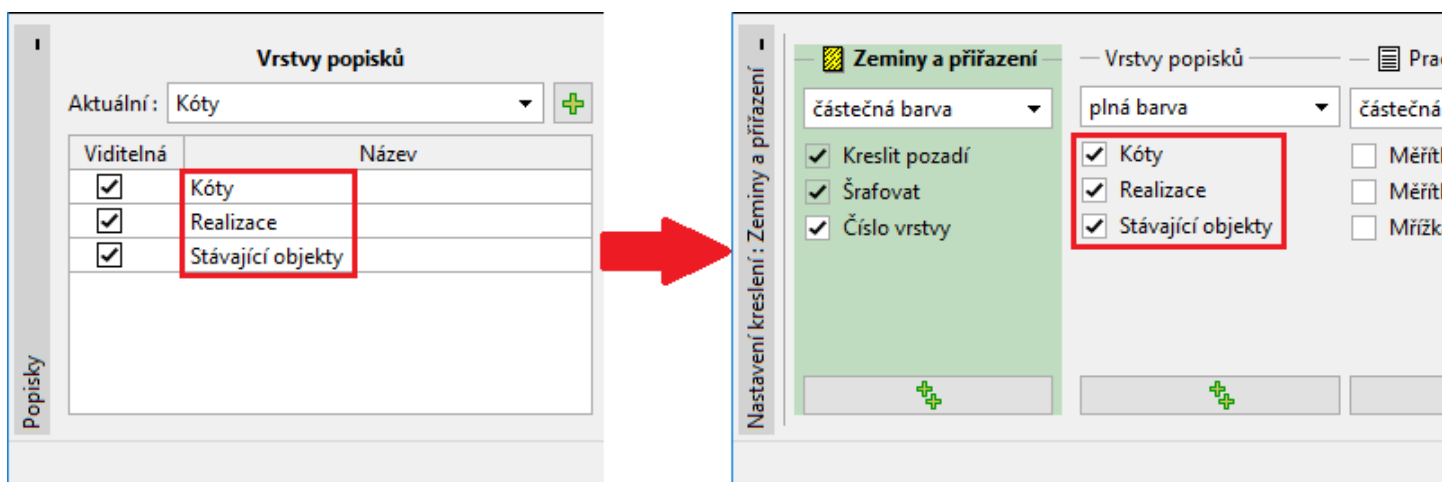 Vrstvy popisků
Aktuální : Kóty
Viditelná Název
Kóty
Realizace
Stávající objekty
Popisky
Nastavení kreslení : Zeminy a přiřazení
Zeminy a přiřazení
částečná barva
Kreslit pozadí
Šrafovat
Číslo vrstvy
Vrstvy popisků
plná barva
Kóty
Realizace
Stávající objekty
částečná